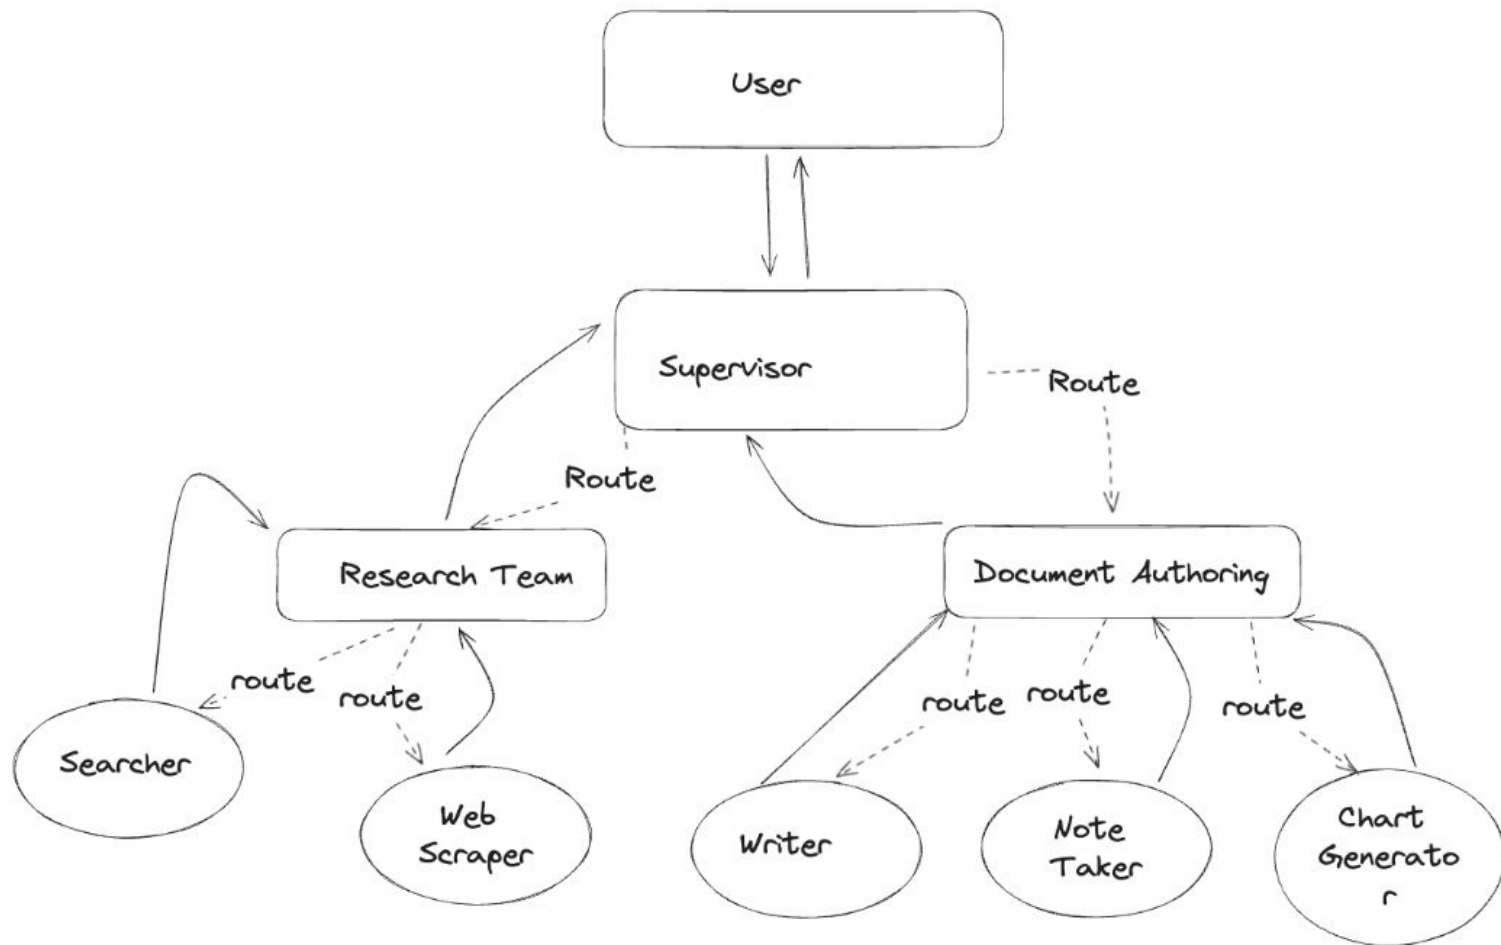 User
Supervisor
Route
Route
Research Team
Document Authoring
route
route
route
route
route
Searcher
Web
Scraper
Writer
Note
Taker
Chart
Generato
r